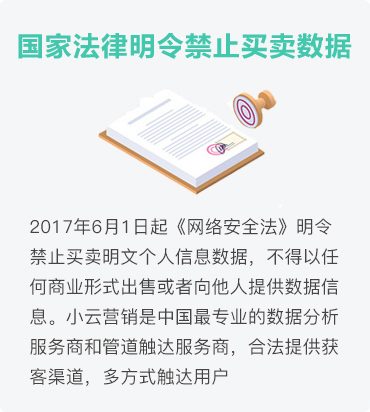 国家法律明令禁止买卖数据
2017年6月1日起《网络安全法》明令
禁止买卖明文个人信息数据，不得以任
何商业形式出售或者向他人提供数据信
息。小云营销是中国最专业的数据分析
服务商和管道触达服务商，合法提供获
客渠道，多方式触达用户